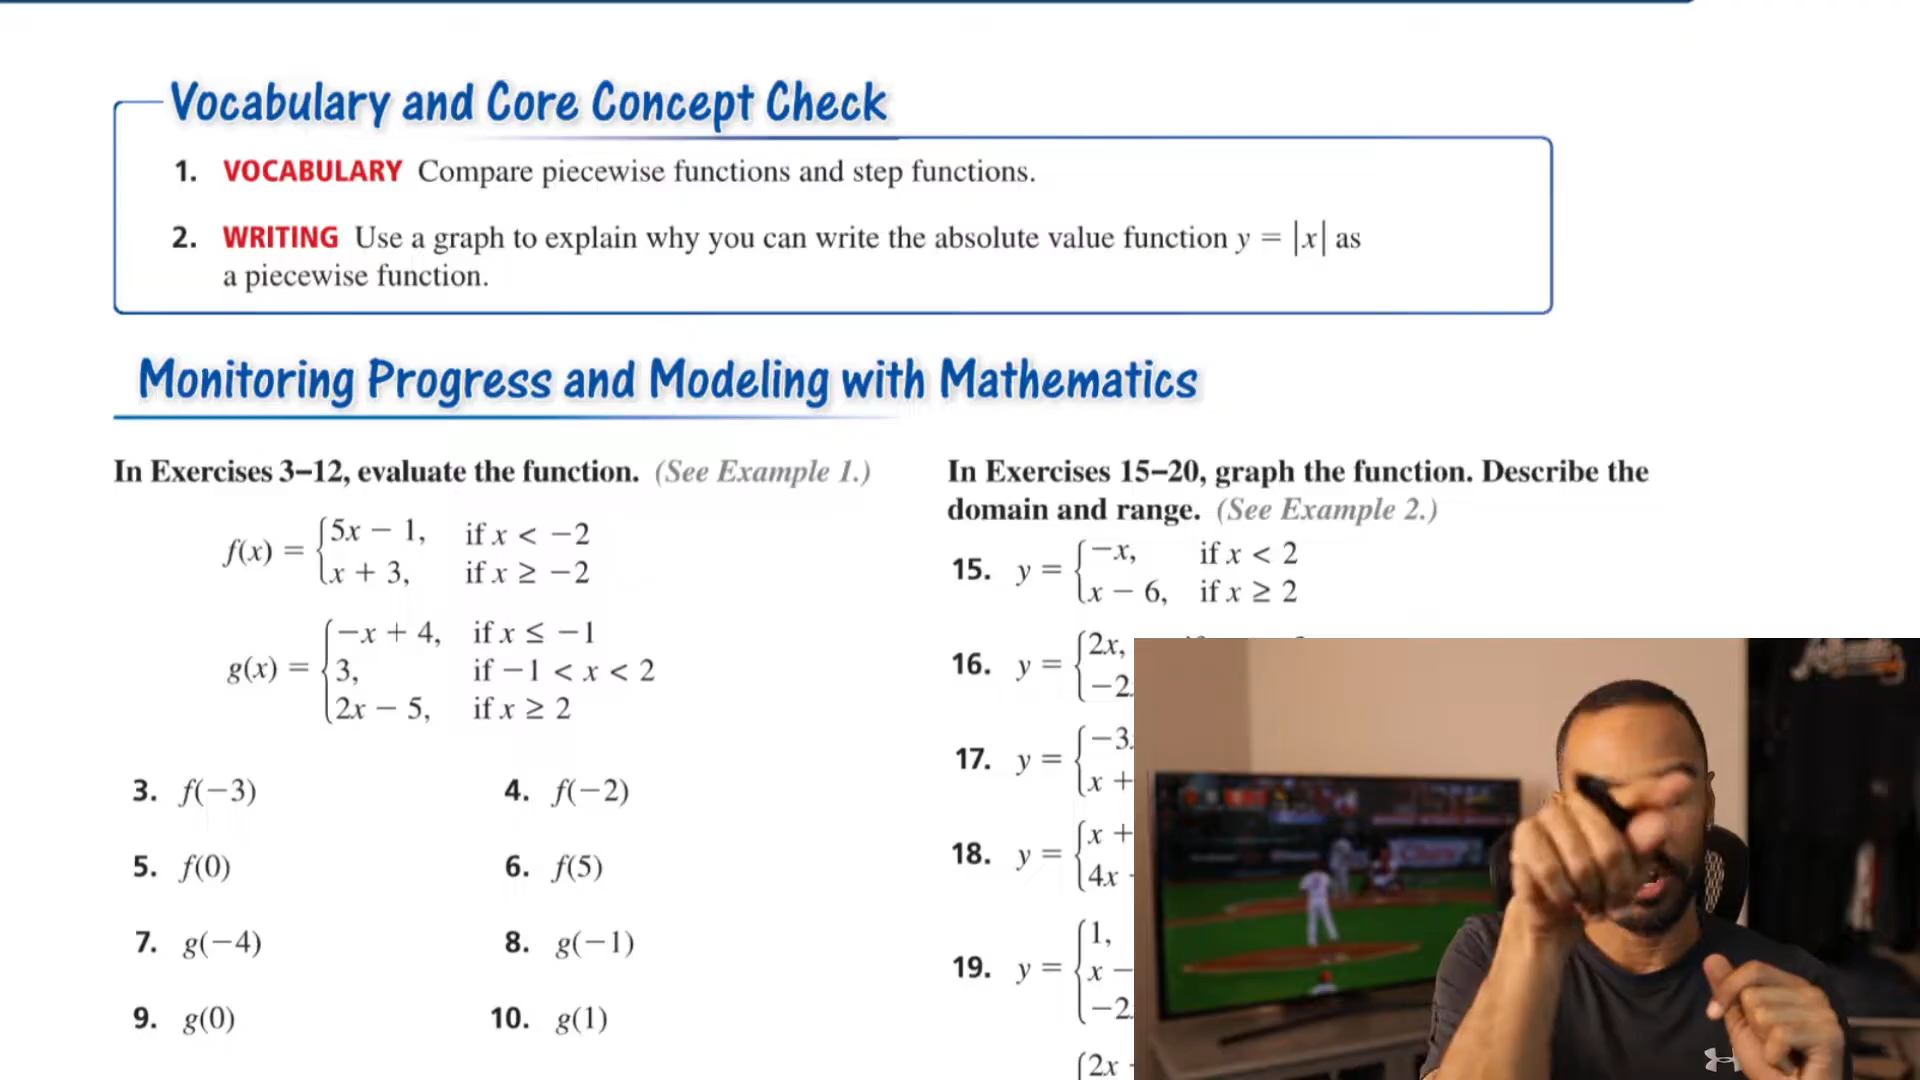 Vocabulary and Core Concept Check
1. VOCABULARY Compare piecewise functions and step functions.
2. WRITING Use a graph to explain why you can write the absolute value function y = |x| as
a piecewise function.
Monitoring Progress and Modeling with Mathematics
In Exercises 3–12, evaluate the function. (See Example 1.)
f(x) = {5x − 1, if x < −2
x + 3, if x ≥ −2
g(x) = {−x + 4, if x ≤ −1
3, if −1 < x < 2
2x − 5, if x ≥ 2
3. f(−3) 4. f(−2)
5. f(0) 6. f(5)
7. g(−4) 8. g(−1)
9. g(0) 10. g(1)
In Exercises 15–20, graph the function. Describe the
domain and range. (See Example 2.)
15. y = {−x, if x < 2
x − 6, if x ≥ 2
16. y = {2x,
−2
17. y = {−3
x +
18. y = {x +
4x
19. y = {1,
x −
−2
{2x